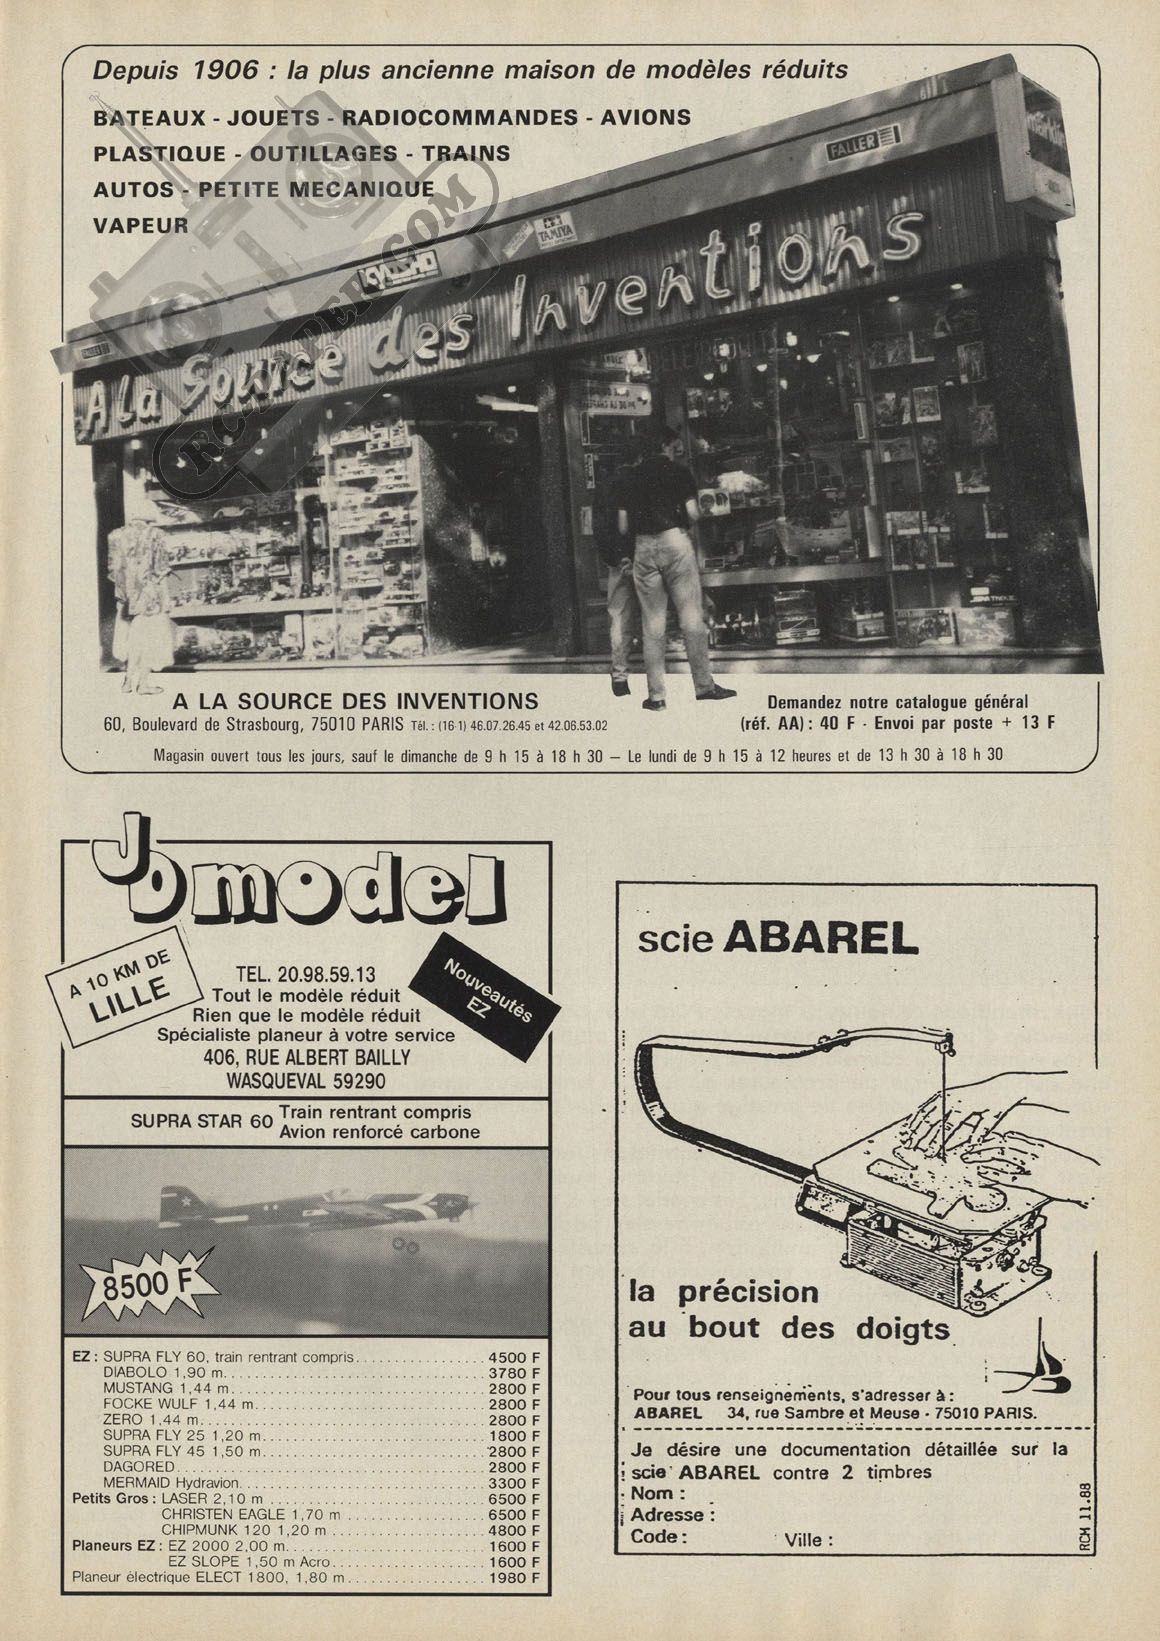 Depuis 1906 : la plus ancienne maison de modèles réduits
BATEAUX - JOUETS - RADIOCOMMANDES - AVIONS
PLASTIQUE - OUTILLAGES - TRAINS
AUTOS - PETITE MECANIQUE
VAPEUR
RCSCRAPER.COM
märklin
FALLER
TAMIYA
KYOSHO
FALLER
A La Source des Inventions
A LA SOURCE DES INVENTIONS
60, Boulevard de Strasbourg, 75010 PARIS Tél. : (16-1) 46.07.26.45 et 42.06.53.02
Demandez notre catalogue général
(réf. AA) : 40 F - Envoi par poste + 13 F
Magasin ouvert tous les jours, sauf le dimanche de 9 h 15 à 18 h 30 — Le lundi de 9 h 15 à 12 heures et de 13 h 30 à 18 h 30
Jomodel
A 10 KM DE
LILLE
Nouveautés
EZ
TEL. 20.98.59.13
Tout le modèle réduit
Rien que le modèle réduit
Spécialiste planeur à votre service
406, RUE ALBERT BAILLY
WASQUEVAL 59290
SUPRA STAR 60 Train rentrant compris
Avion renforcé carbone
8500 F
EZ : SUPRA FLY 60, train rentrant compris................ 4500 F
DIABOLO 1,90 m................ 3780 F
MUSTANG 1,44 m................ 2800 F
FOCKE WULF 1,44 m................ 2800 F
ZERO 1,44 m................ 2800 F
SUPRA FLY 25 1,20 m................ 1800 F
SUPRA FLY 45 1,50 m................ 2800 F
DAGORED................ 2800 F
MERMAID Hydravion................ 3300 F
Petits Gros : LASER 2,10 m................ 6500 F
CHRISTEN EAGLE 1,70 m................ 6500 F
CHIPMUNK 120 1,20 m................ 4800 F
Planeurs EZ : EZ 2000 2,00 m................ 1600 F
EZ SLOPE 1,50 m Acro................ 1600 F
Planeur électrique ELECT 1800, 1,80 m................ 1980 F
scie ABAREL
la précision
au bout des doigts
Pour tous renseignements, s'adresser à :
ABAREL 34, rue Sambre et Meuse - 75010 PARIS.
Je désire une documentation détaillée sur la
scie ABAREL contre 2 timbres
Nom :
Adresse :
Code : Ville :
RCM 11.88